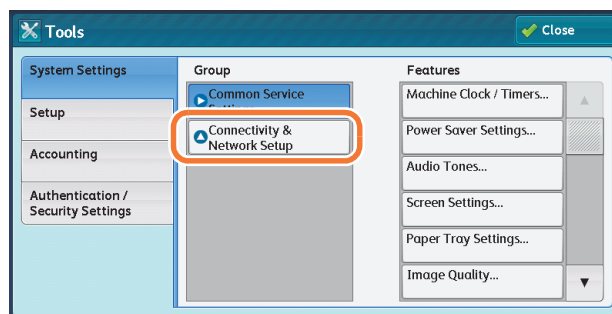 Tools
Close
System Settings
Setup
Accounting
Authentication /
Security Settings
Group
Common Service
Connectivity &
Network Setup
Features
Machine Clock / Timers...
Power Saver Settings...
Audio Tones...
Screen Settings...
Paper Tray Settings...
Image Quality...